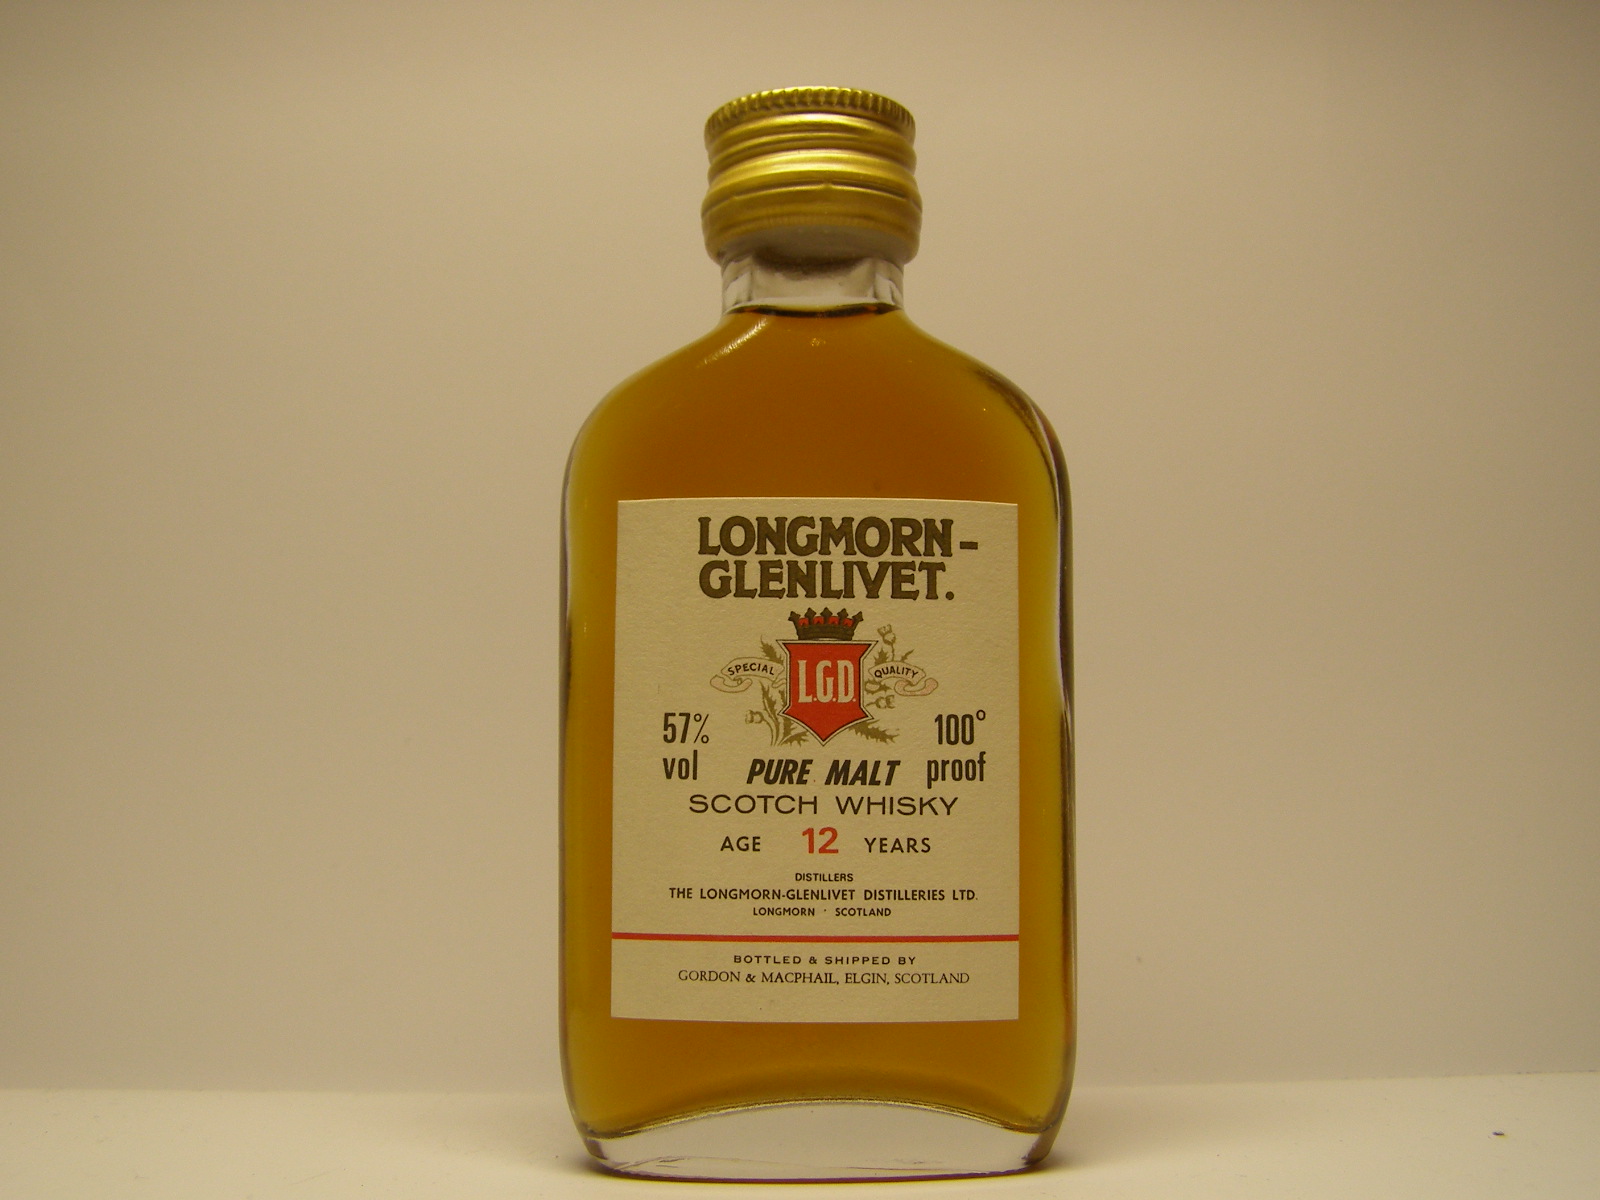 LONGMORN-
GLENLIVET.
SPECIAL L.G.D. QUALITY
57% 100°
vol PURE MALT proof
SCOTCH WHISKY
AGE 12 YEARS
DISTILLERS
THE LONGMORN-GLENLIVET DISTILLERIES LTD.
LONGMORN · SCOTLAND
BOTTLED & SHIPPED BY
GORDON & MACPHAIL, ELGIN, SCOTLAND